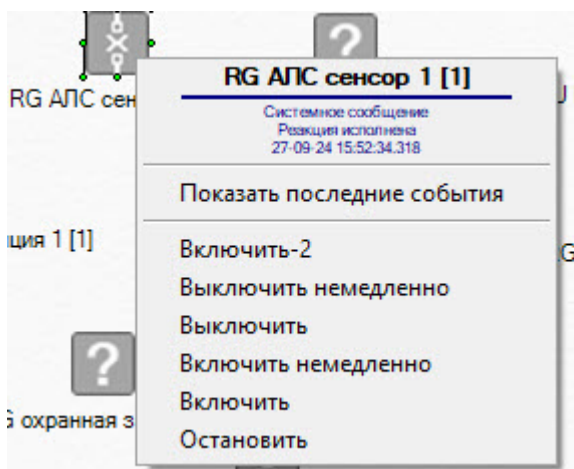 RG АЛС сен
RG АЛС сенсор 1 [1]
Системное сообщение
Реакция исполнена
27-09-24 15:52:34.318
Показать последние события
ция 1 [1]
Включить-2
Выключить немедленно
Выключить
Включить немедленно
Включить
охранная з
Остановить